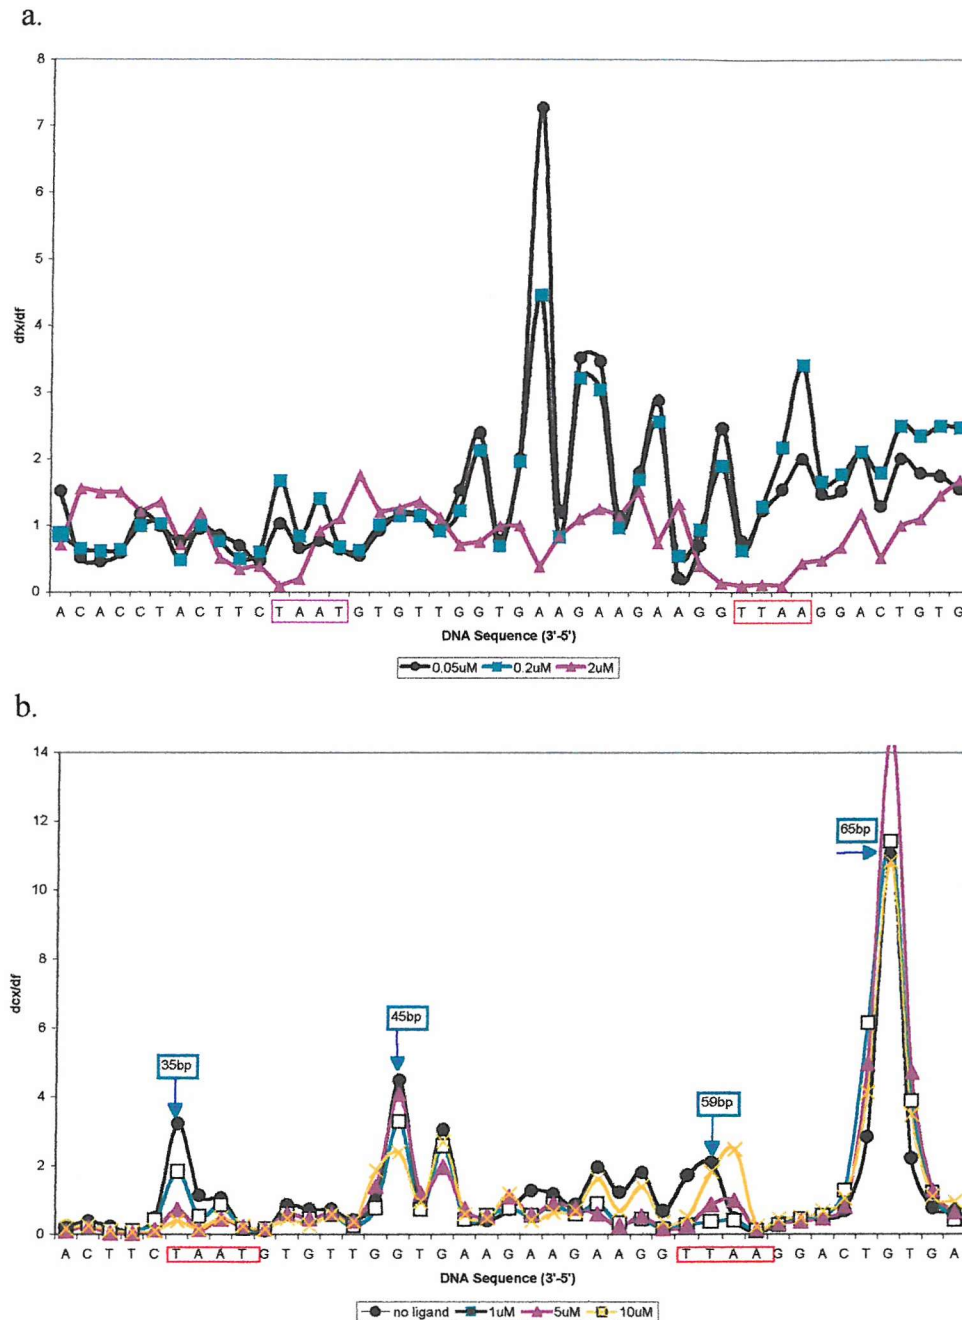 a.
8
7
6
5
4
3
2
1
0
dfx/df
A C A C C T A C T T C T A A T G T G T T G G T G A A G A A G A A G G T T A A G G A C T G T G
DNA Sequence (3'-5')
0.05uM 0.2uM 2uM
b.
14
12
10
8
6
4
2
0
dcx/df
35bp
45bp
59bp
65bp
A C T T C T A A T G T G T T G G T G A A G A A G A A G G T T A A G G A C T G T G A
DNA Sequence (3'-5')
no ligand 1uM 5uM 10uM